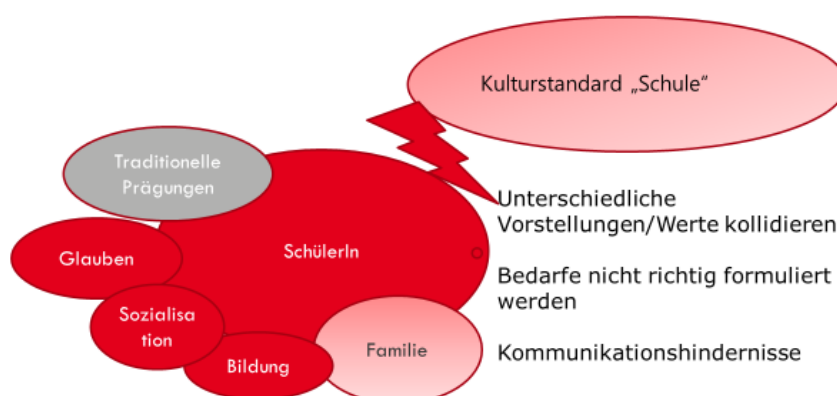 Kulturstandard „Schule“
Traditionelle
Prägungen
Unterschiedliche
Vorstellungen/Werte kollidieren
Glauben
SchülerIn
Bedarfe nicht richtig formuliert
werden
Sozialisa
tion
Familie
Kommunikationshindernisse
Bildung